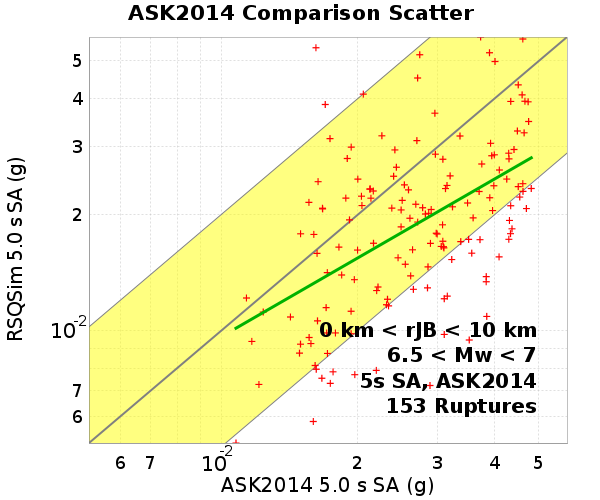 ASK2014 Comparison Scatter
RSQSim 5.0 s SA (g)
5
4
3
2
10^-2
7
6
0 km < rJB < 10 km
6.5 < Mw < 7
5s SA, ASK2014
153 Ruptures
6 7 10^-2 2 3 4 5
ASK2014 5.0 s SA (g)